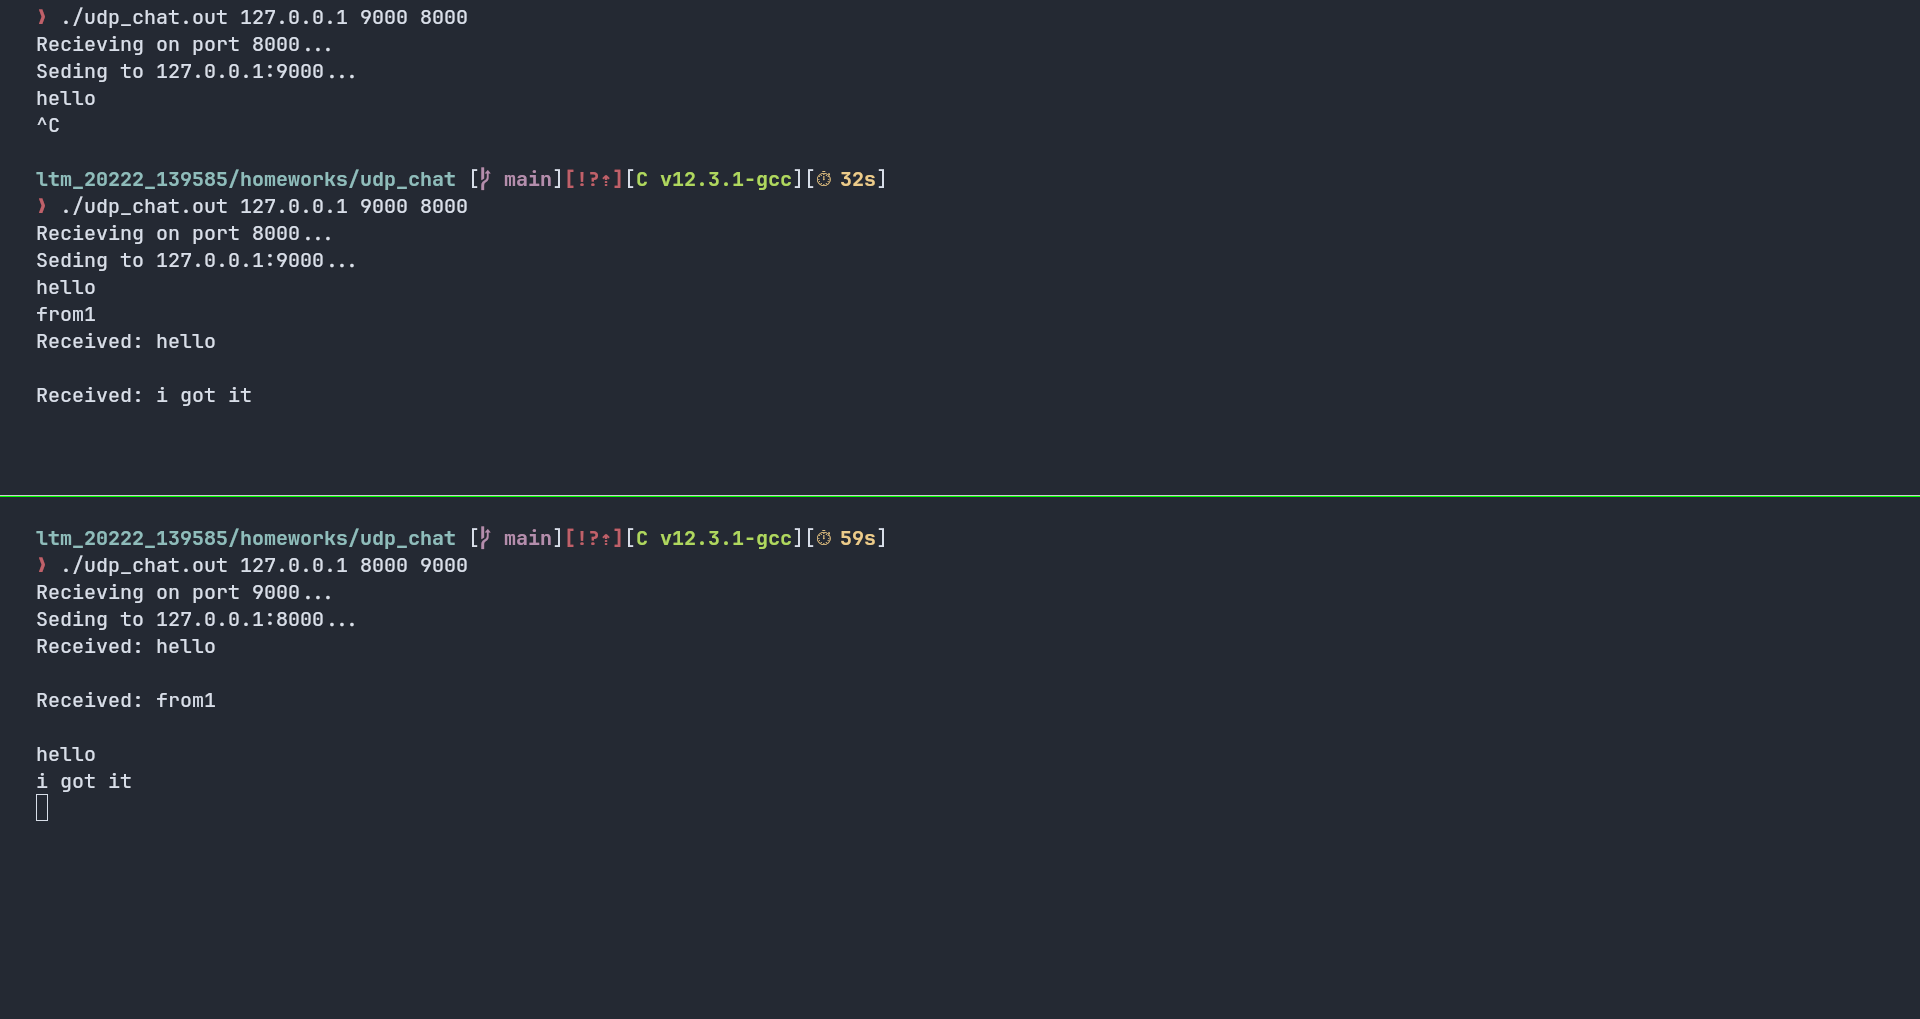 ❱ ./udp_chat.out 127.0.0.1 9000 8000
Recieving on port 8000...
Seding to 127.0.0.1:9000...
hello
^C
ltm_20222_139585/homeworks/udp_chat [ main][!?⇡][C v12.3.1-gcc][⏱ 32s]
❱ ./udp_chat.out 127.0.0.1 9000 8000
Recieving on port 8000...
Seding to 127.0.0.1:9000...
hello
from1
Received: hello
Received: i got it
ltm_20222_139585/homeworks/udp_chat [ main][!?⇡][C v12.3.1-gcc][⏱ 59s]
❱ ./udp_chat.out 127.0.0.1 8000 9000
Recieving on port 9000...
Seding to 127.0.0.1:8000...
Received: hello
Received: from1
hello
i got it